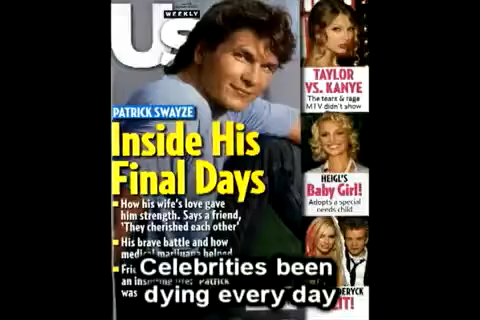 Us
WEEKLY
PATRICK SWAYZE
Inside His
Final Days
How his wife's love gave
him strength. Says a friend,
'They cherished each other'
His brave battle and how
medical marijuana helped
an
was
TAYLOR
VS. KANYE
The tears & rage
MTV didn't show
HEIGL'S
Baby Girl!
Adopts a special
needs child
Celebrities been
dying every day